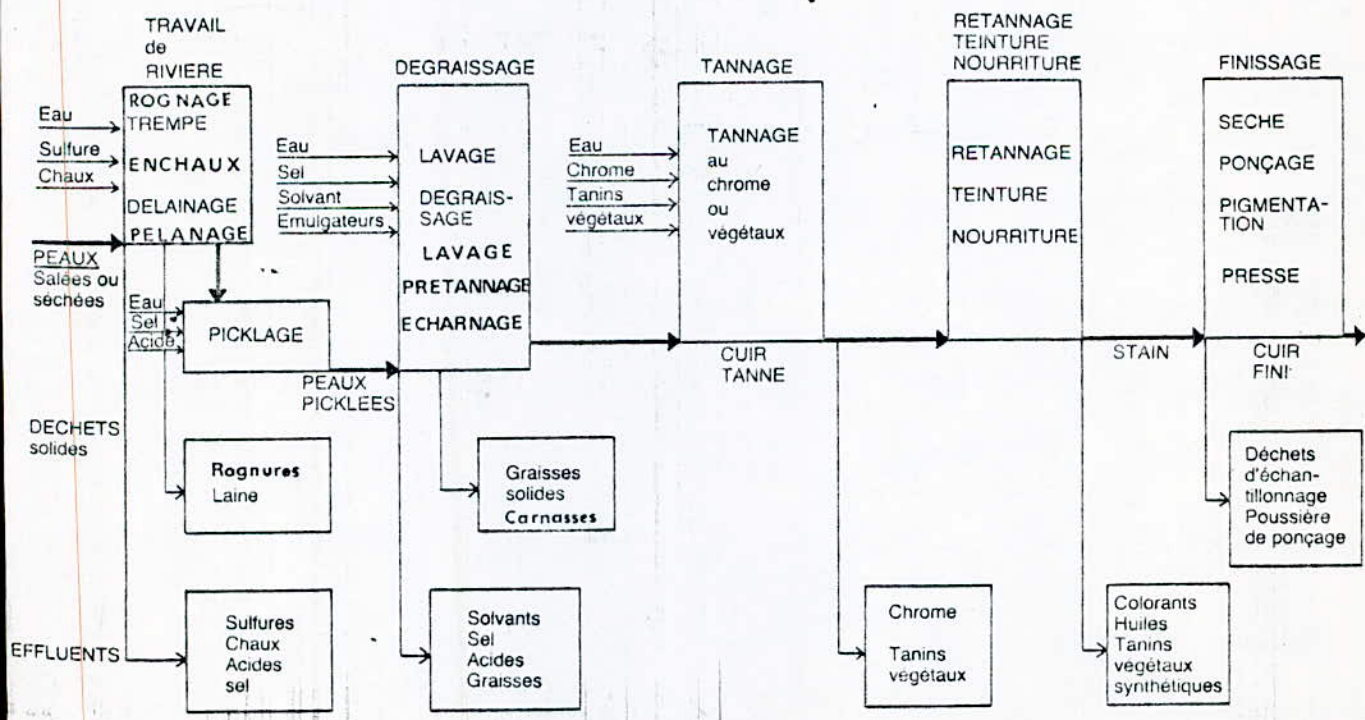 TRAVAIL
de
RIVIERE
ROGNAGE
TREMPE
ENCHAUX
DELAINAGE
PELANAGE
Eau
Sulfure
Chaux
PEAUX
Salées ou
séchées
Eau
Sel
Acide
PICKLAGE
PEAUX
PICKLEES
DEGRAISSAGE
Eau
Sel
Solvant
Emulgateurs
LAVAGE
DEGRAIS-
SAGE
LAVAGE
PRETANNAGE
ECHARNAGE
TANNAGE
Eau
Chrome
Tanins
végétaux
TANNAGE
au
chrome
ou
végétaux
CUIR
TANNE
RETANNAGE
TEINTURE
NOURRITURE
RETANNAGE
TEINTURE
NOURRITURE
STAIN
FINISSAGE
SECHE
PONÇAGE
PIGMENTA-
TION
PRESSE
CUIR
FINI
DECHETS
solides
Rognures
Laine
Graisses
solides
Carnasses
Déchets
d'échan-
tillonnage
Poussière
de ponçage
EFFLUENTS
Sulfures
Chaux
Acides
sel
Solvants
Sel
Acides
Graisses
Chrome
Tanins
végétaux
Colorants
Huiles
Tanins
végétaux
synthétiques